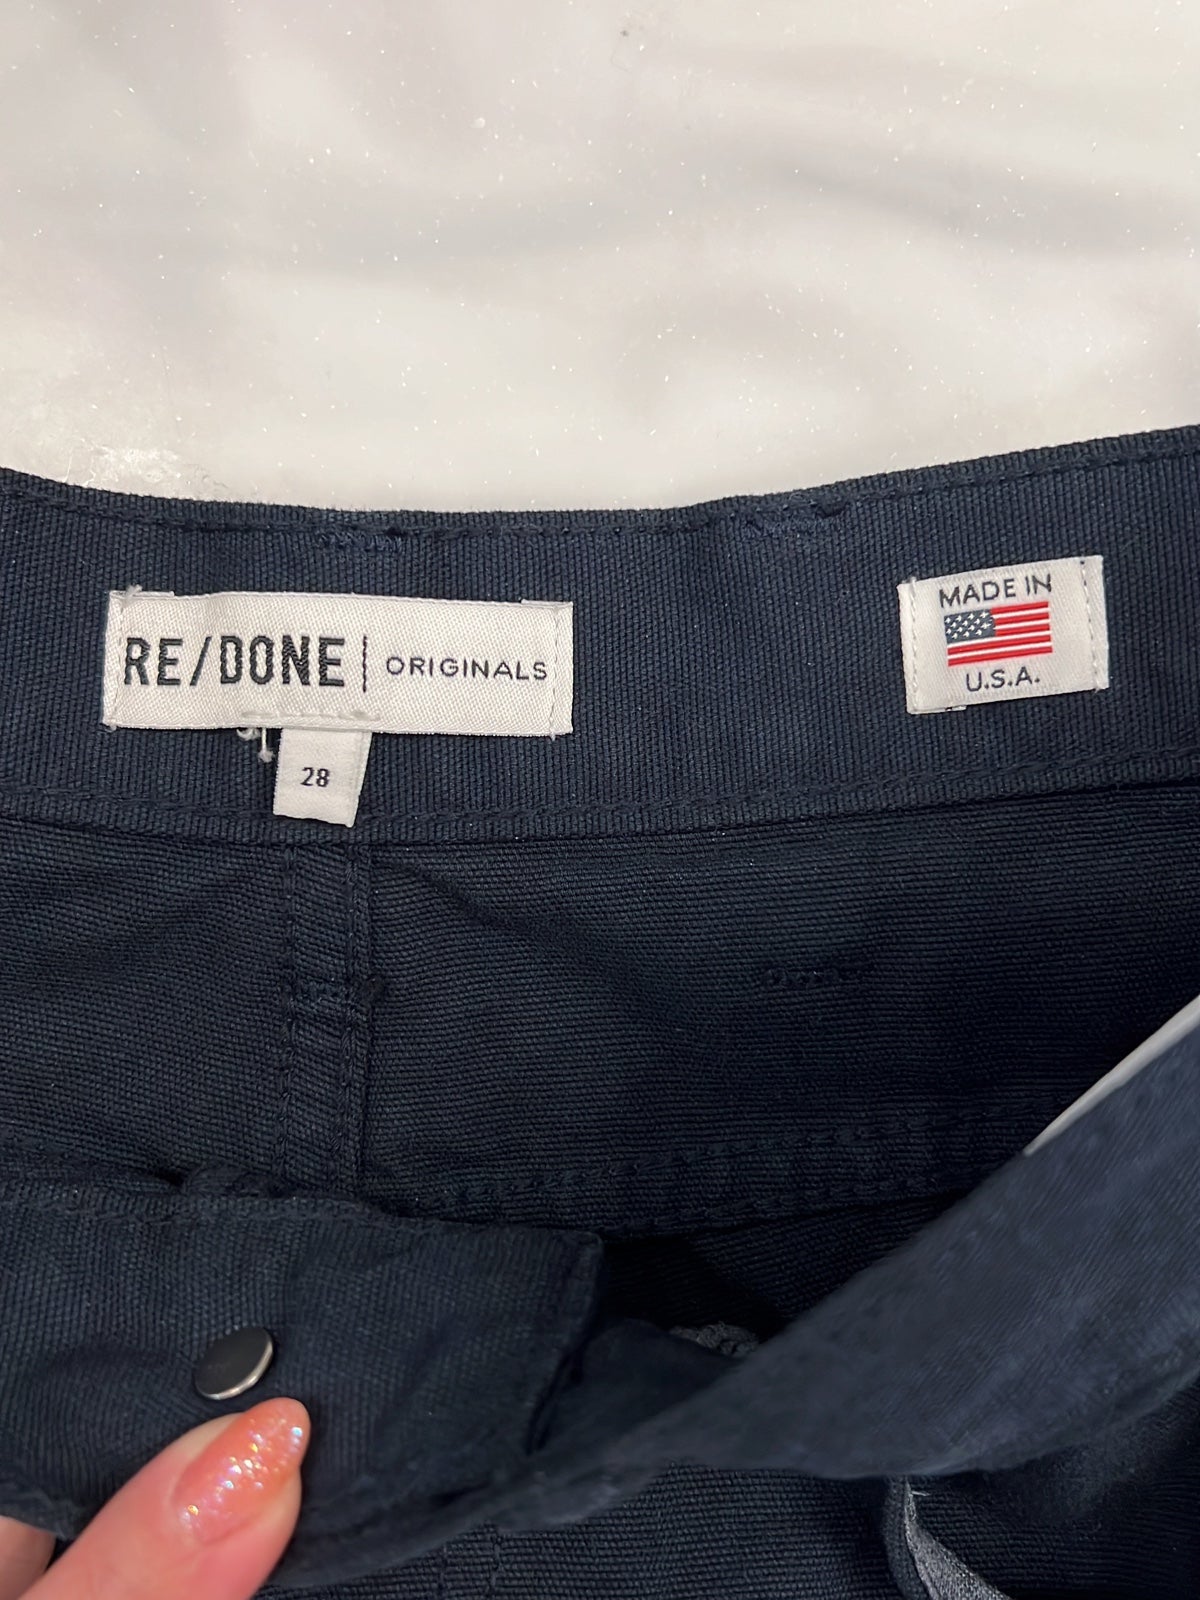 RE/DONE | ORIGINALS
28
MADE IN
U.S.A.